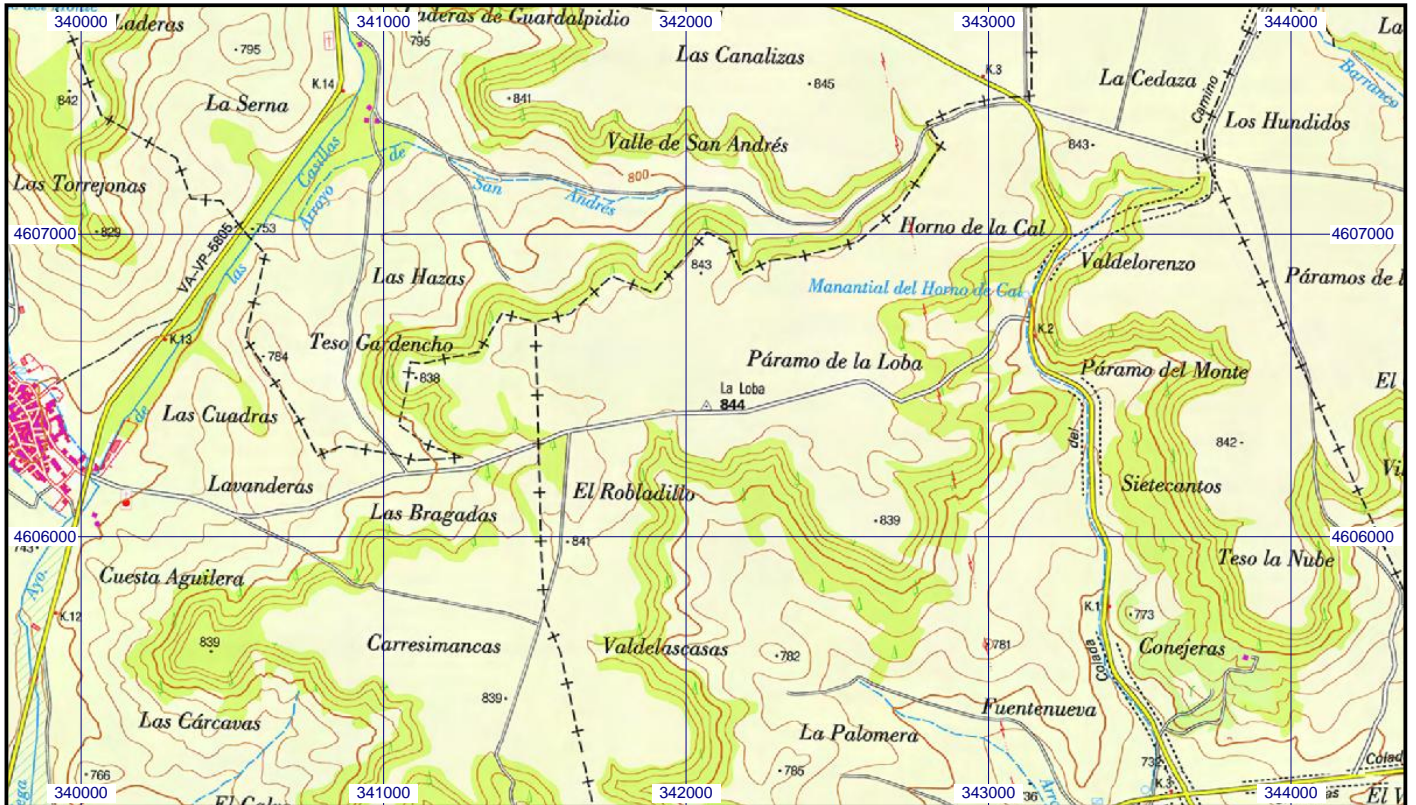 340000
341000
342000
343000
344000
Laderas
Laderas de Guardalpidio
795
795
Las Canalizas
K.3
La Cedaza
K.14
842
La Serna
841
845
Camino
Barranco
Los Hundidos
Casillas
de
Valle de San Andrés
843
800
Las Torrejonas
San
Andrés
Arroyo
829
4607000
753
Horno de la Cal
4607000
VA-VP-5805
las
Las Hazas
843
Valdelorenzo
Manantial del Horno de Cal
K.13
K.2
784
Páramo de la Loba
Páramo del Monte
838
La Loba
844
El
Las Cuadras
de
del
842
Lavanderas
El Robladillo
Sietecantos
Las Bragadas
839
4606000
841
4606000
743
Teso la Nube
Cuesta Aguilera
Ayo.
K.12
K.1
773
839
Carresimancas
Valdelascasas
782
781
Conejeras
Colada
839
Las Cárcavas
Fuentenueva
La Palomera
766
785
732
K.3
340000
341000
342000
343000
344000